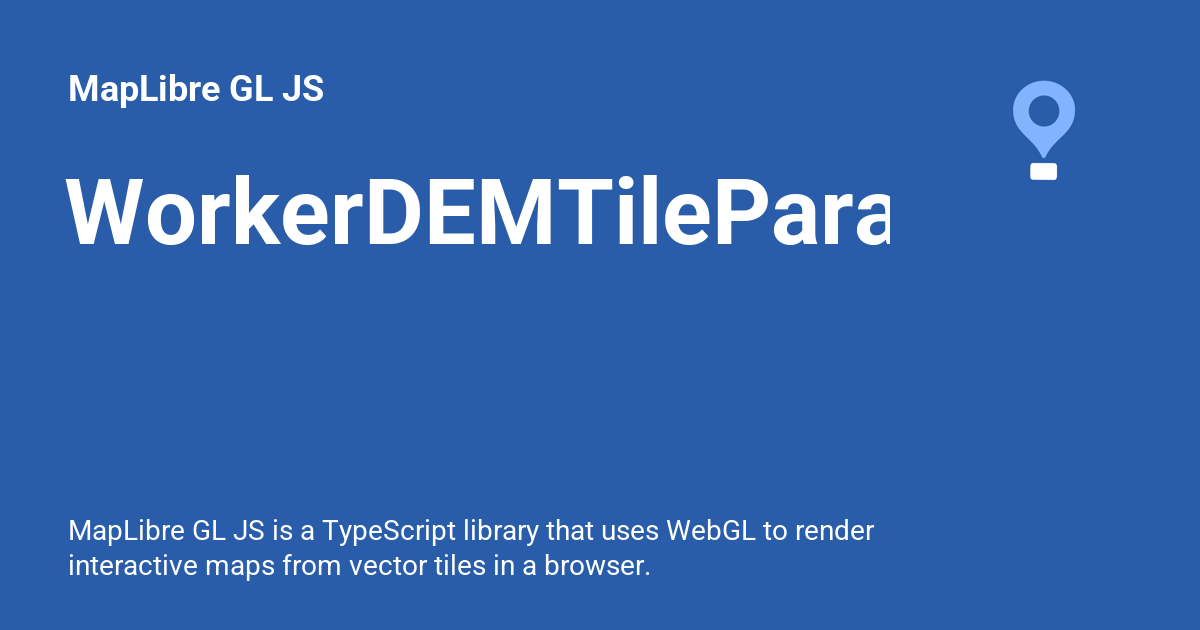 MapLibre GL JS
WorkerDEMTilePara
MapLibre GL JS is a TypeScript library that uses WebGL to render
interactive maps from vector tiles in a browser.